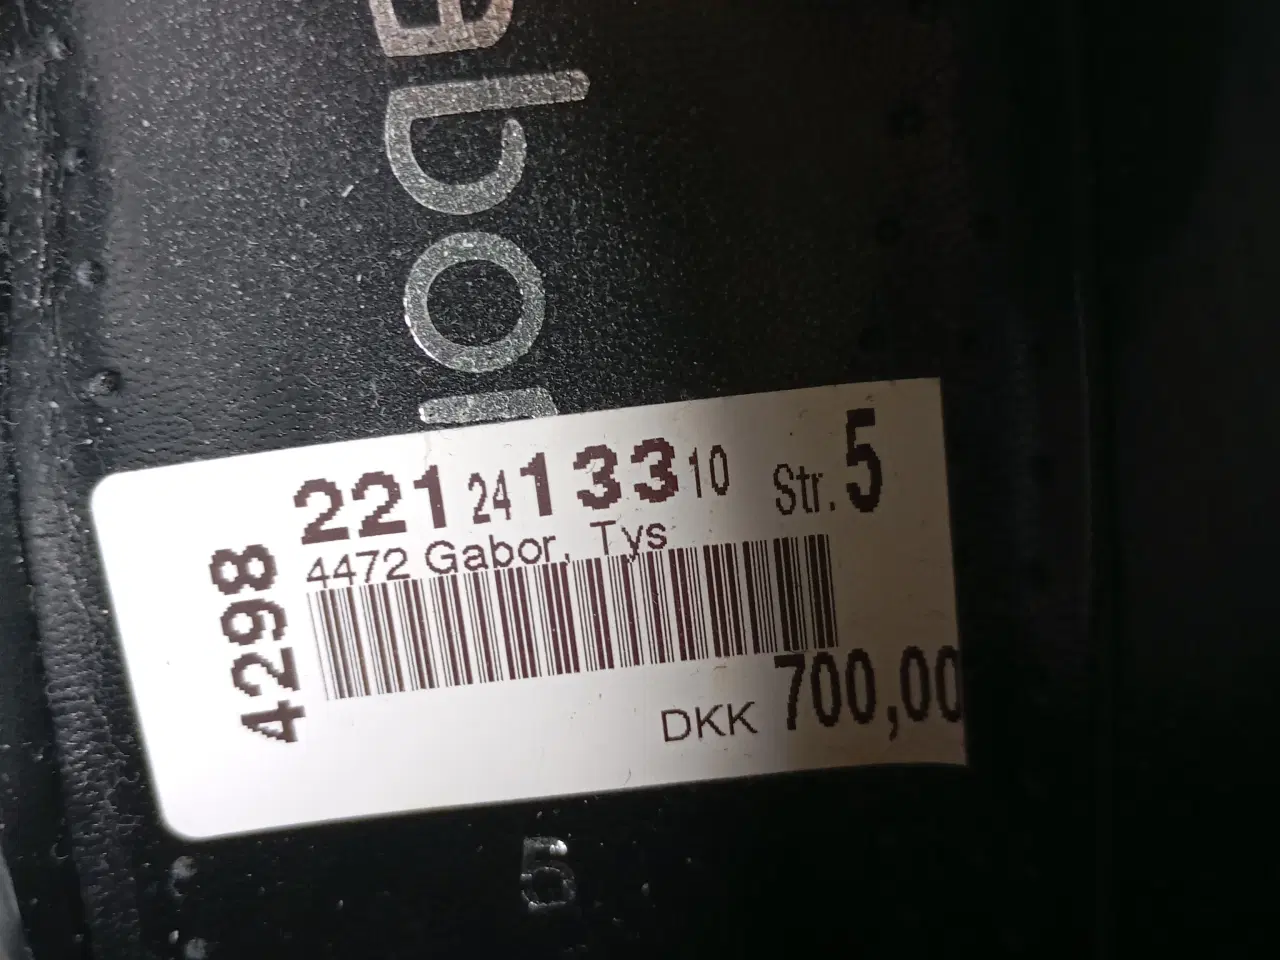 gabor
221 24 133 10 Str. 5
4472 Gabor, Tys
4298
DKK 700,00
5